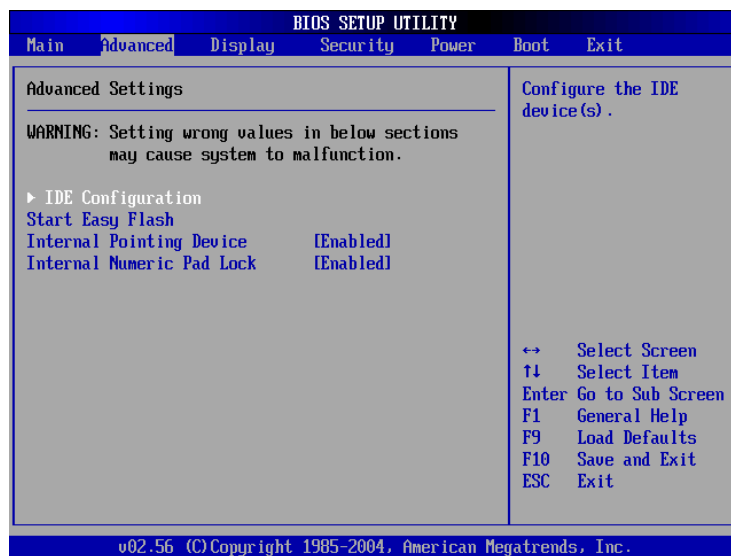 BIOS SETUP UTILITY
Main Advanced Display Security Power Boot Exit
Advanced Settings
WARNING: Setting wrong values in below sections
may cause system to malfunction.
▶ IDE Configuration
Start Easy Flash
Internal Pointing Device [Enabled]
Internal Numeric Pad Lock [Enabled]
Configure the IDE
device(s).
↔ Select Screen
↑↓ Select Item
Enter Go to Sub Screen
F1 General Help
F9 Load Defaults
F10 Save and Exit
ESC Exit
v02.56 (C)Copyright 1985-2004, American Megatrends, Inc.